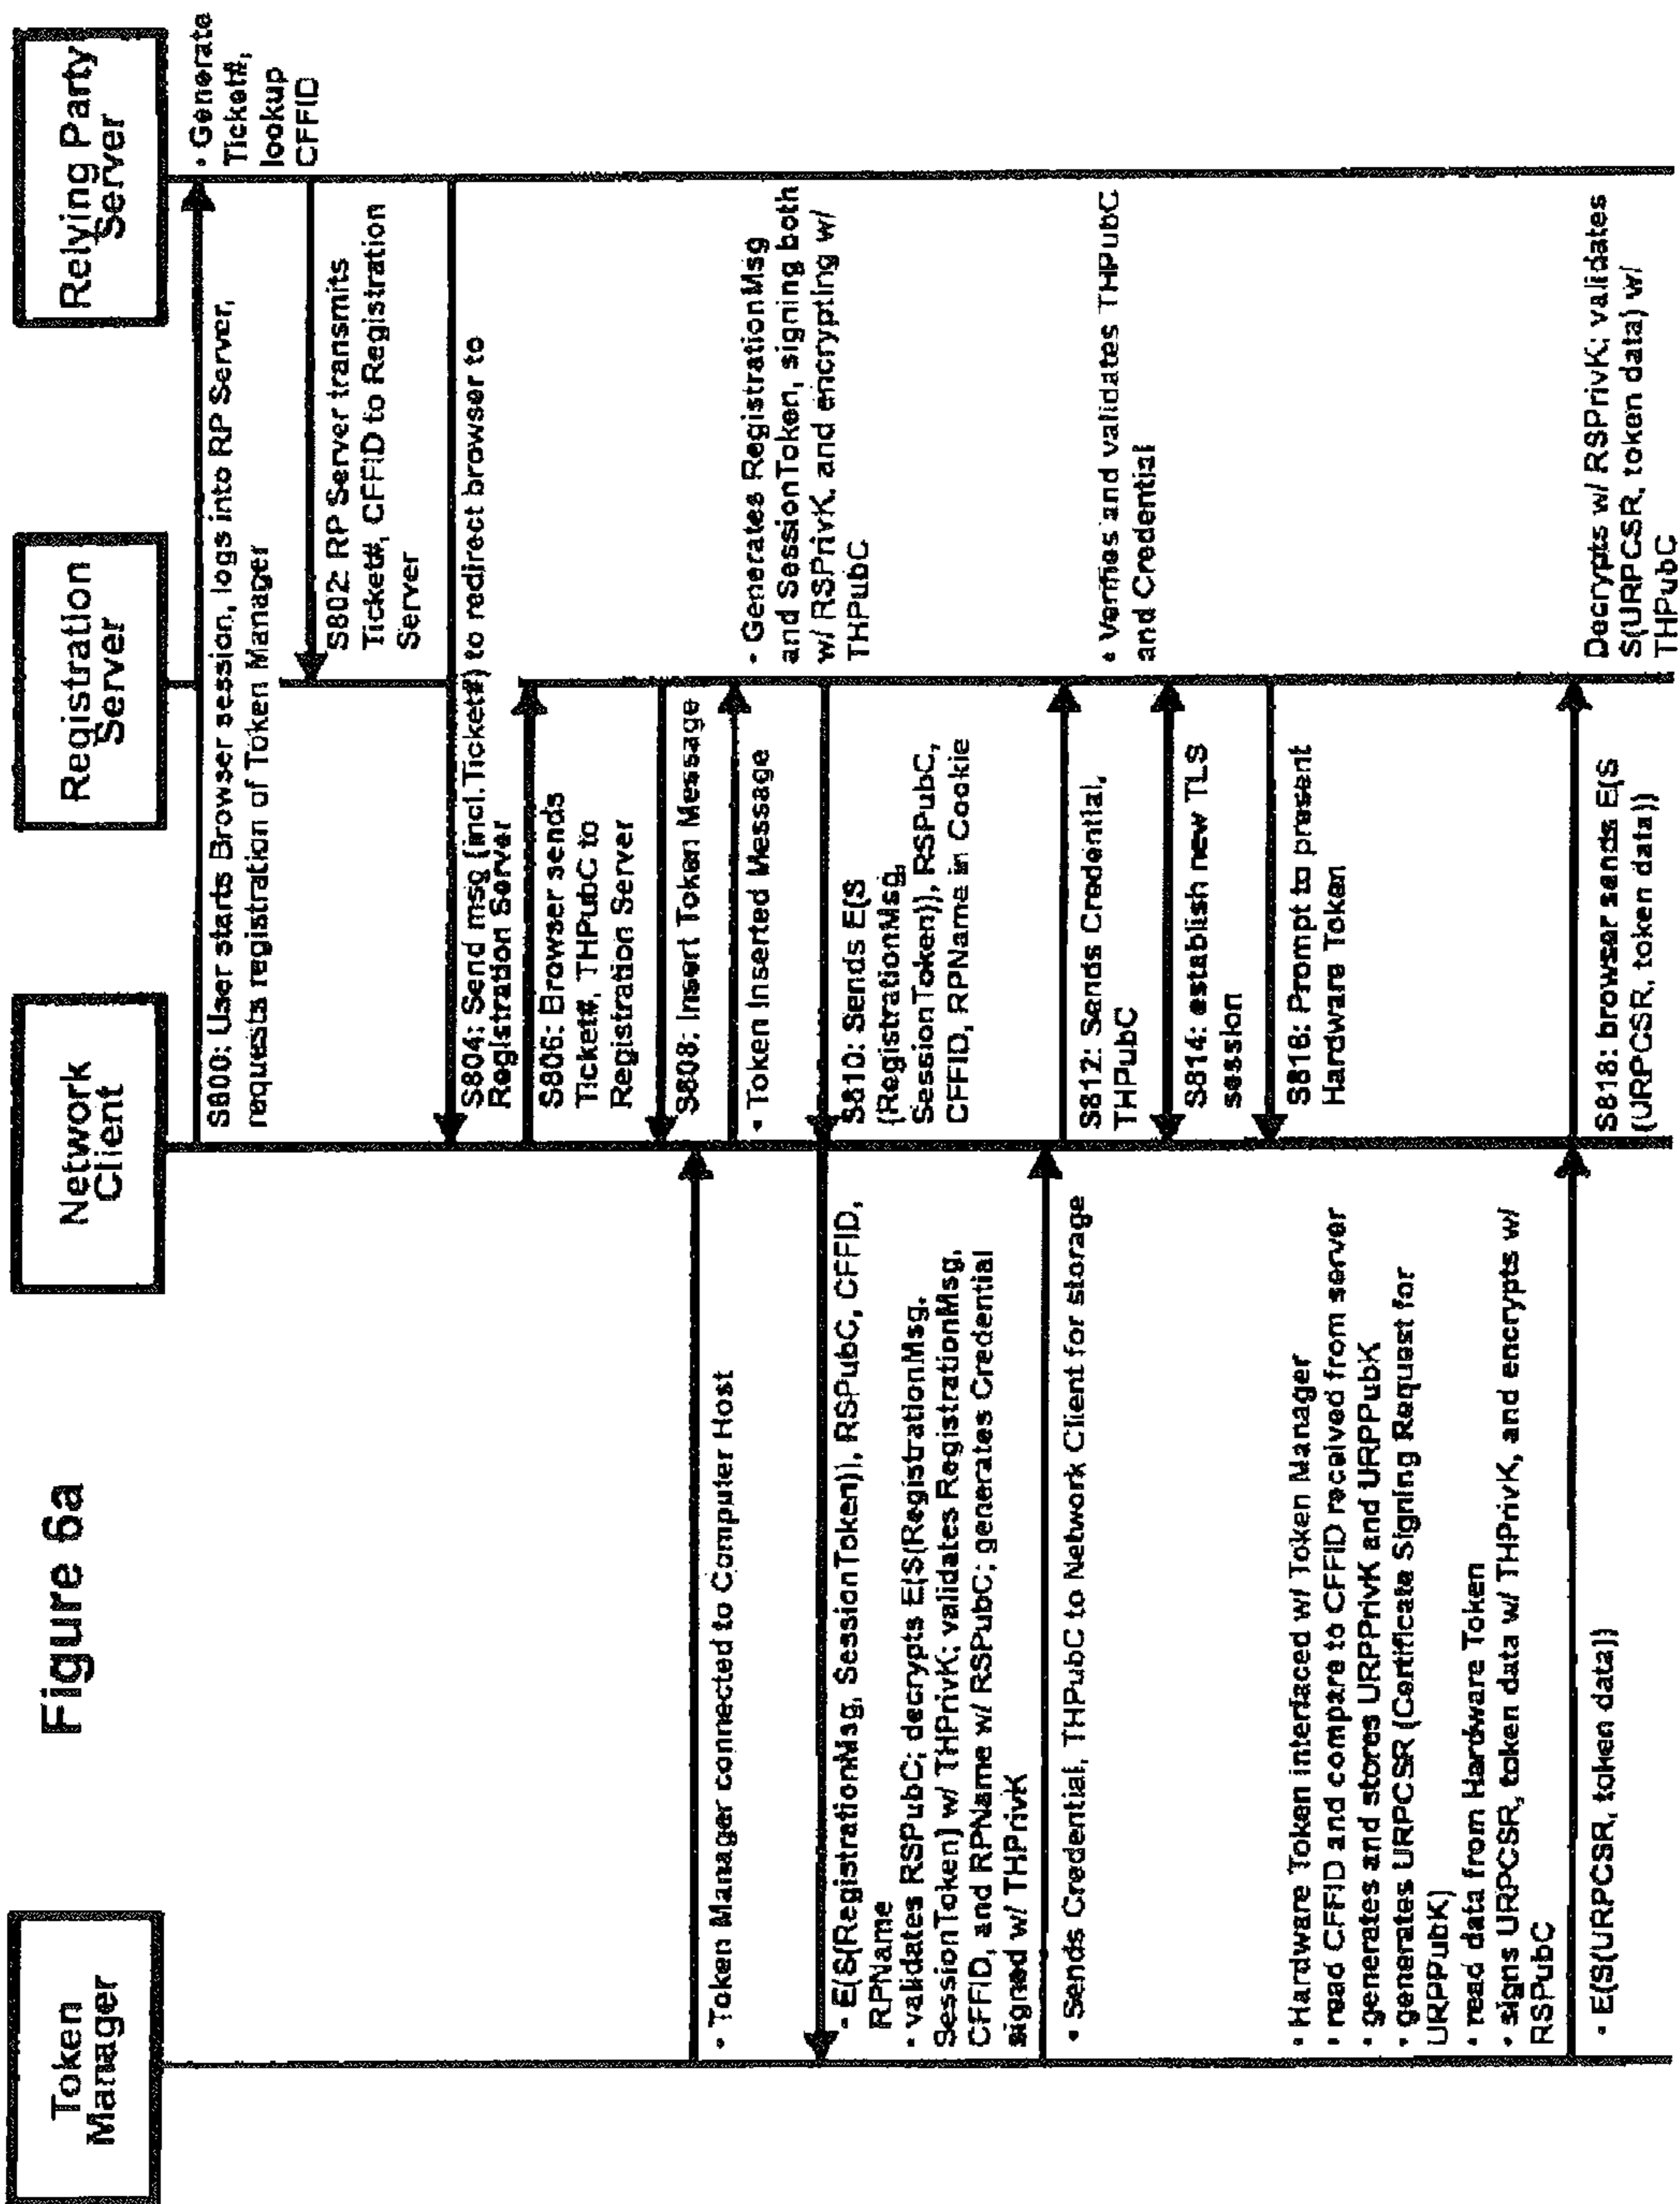 Figure 6a
Token
Manager
Network
Client
Registration
Server
Relying Party
Server
• Generate
Ticket#,
lookup
CFFID
S800: User starts Browser session, logs into RP Server,
requests registration of Token Manager
S802: RP Server transmits
Ticket#, CFFID to Registration
Server
S804: Send msg (incl.Ticket#) to redirect browser to
Registration Server
S806: Browser sends
Ticket#, THPubC to
Registration Server
S808: Insert Token Message
• Token Manager connected to Computer Host
• Token Inserted Message
• Generates RegistrationMsg
and SessionToken, signing both
w/ RSPrivK, and encrypting w/
THPubC
S810: Sends E(S
(RegistrationMsg,
SessionToken)), RSPubC,
CFFID, RPName in Cookie
• E(S(RegistrationMsg, SessionToken)), RSPubC, CFFID,
RPName
• validates RSPubC; decrypts E(S(RegistrationMsg,
SessionToken) w/ THPrivK; validates RegistrationMsg,
CFFID, and RPName w/ RSPubC; generates Credential
signed w/ THPrivK
• Sends Credential, THPubC to Network Client for storage
S812: Sends Credential,
THPubC
• Verifies and validates THPubC
and Credential
S814: establish new TLS
session
S816: Prompt to present
Hardware Token
• Hardware Token interfaced w/ Token Manager
• read CFFID and compare to CFFID received from server
• generates and stores URPPrivK and URPPubK
• generates URPCSR (Certificate Signing Request for
URPPubK)
• read data from Hardware Token
• signs URPCSR, token data w/ THPrivK, and encrypts w/
RSPubC
• E(S(URPCSR, token data))
S818: browser sends E(S
(URPCSR, token data))
Decrypts w/ RSPrivK; validates
S(URPCSR, token data) w/
THPubC